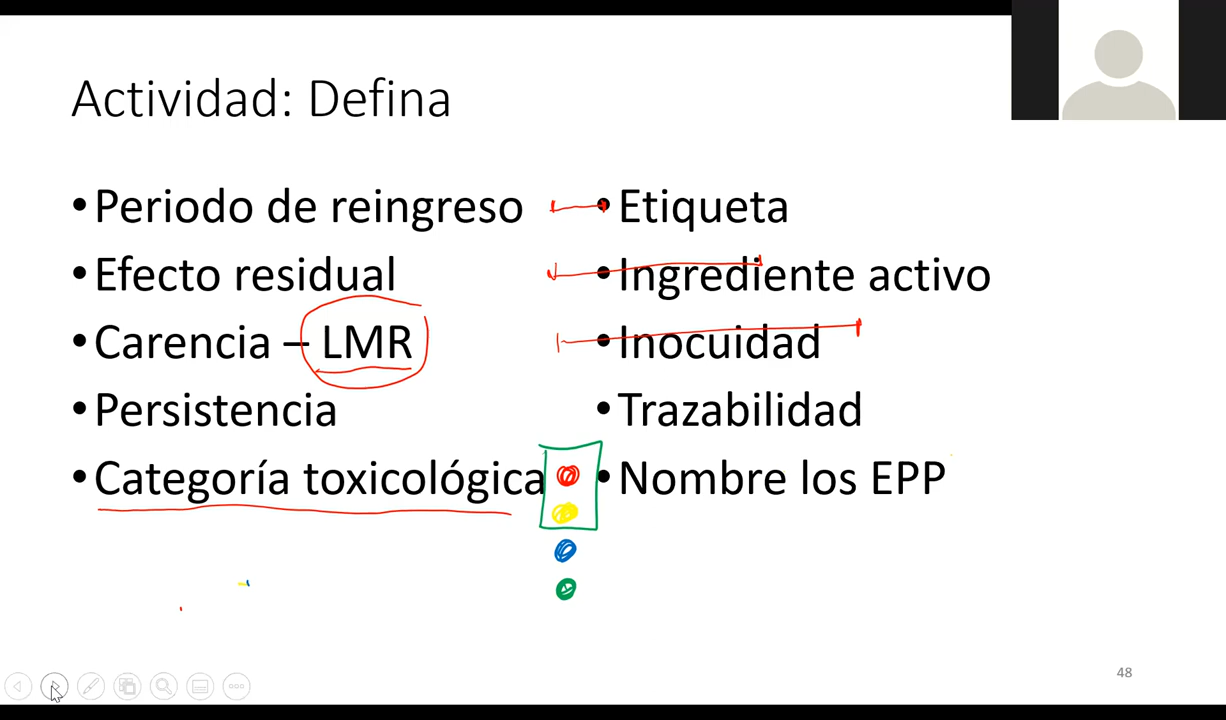 Actividad: Defina
• Periodo de reingreso
• Efecto residual
• Carencia – LMR
• Persistencia
• Categoría toxicológica
• Etiqueta
• Ingrediente activo
• Inocuidad
• Trazabilidad
• Nombre los EPP
48